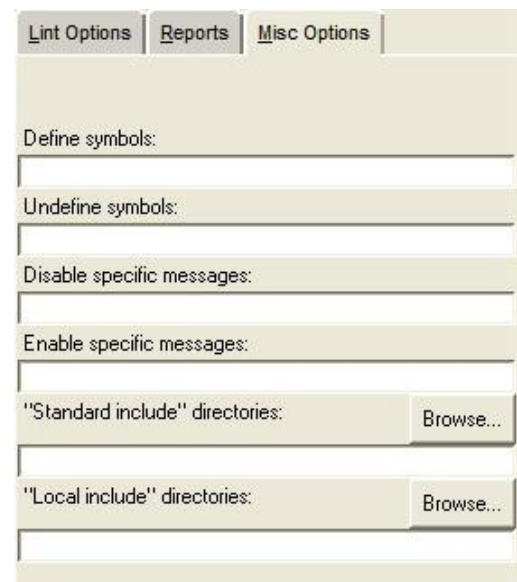 Lint Options Reports Misc Options
Define symbols:
Undefine symbols:
Disable specific messages:
Enable specific messages:
"Standard include" directories: Browse...
"Local include" directories: Browse...